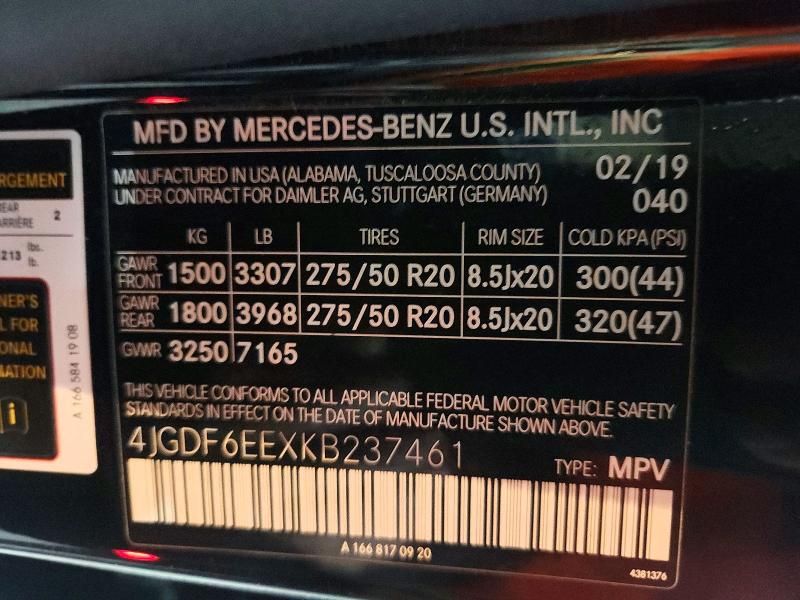 RGEMENT
REAR
ARRIÈRE 2
213 lbs.
lb.
NER'S
L FOR
ONAL
MATION
i
A 166 584 19 08
MFD BY MERCEDES-BENZ U.S. INTL., INC
MANUFACTURED IN USA (ALABAMA, TUSCALOOSA COUNTY) 02/19
UNDER CONTRACT FOR DAIMLER AG, STUTTGART (GERMANY) 040
KG LB TIRES RIM SIZE COLD KPA (PSI)
GAWR FRONT 1500 3307 275/50 R20 8.5Jx20 300(44)
GAWR REAR 1800 3968 275/50 R20 8.5Jx20 320(47)
GVWR 3250 7165
THIS VEHICLE CONFORMS TO ALL APPLICABLE FEDERAL MOTOR VEHICLE SAFETY
STANDARDS IN EFFECT ON THE DATE OF MANUFACTURE SHOWN ABOVE.
4JGDF6EEXKB237461
TYPE: MPV
A 166 817 09 20
4381376